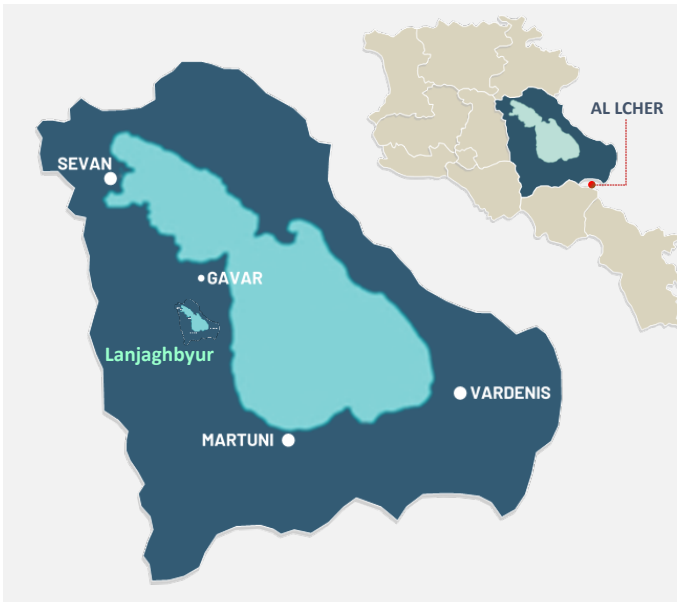 AL LCHER
SEVAN
GAVAR
Lanjaghbyur
VARDENIS
MARTUNI